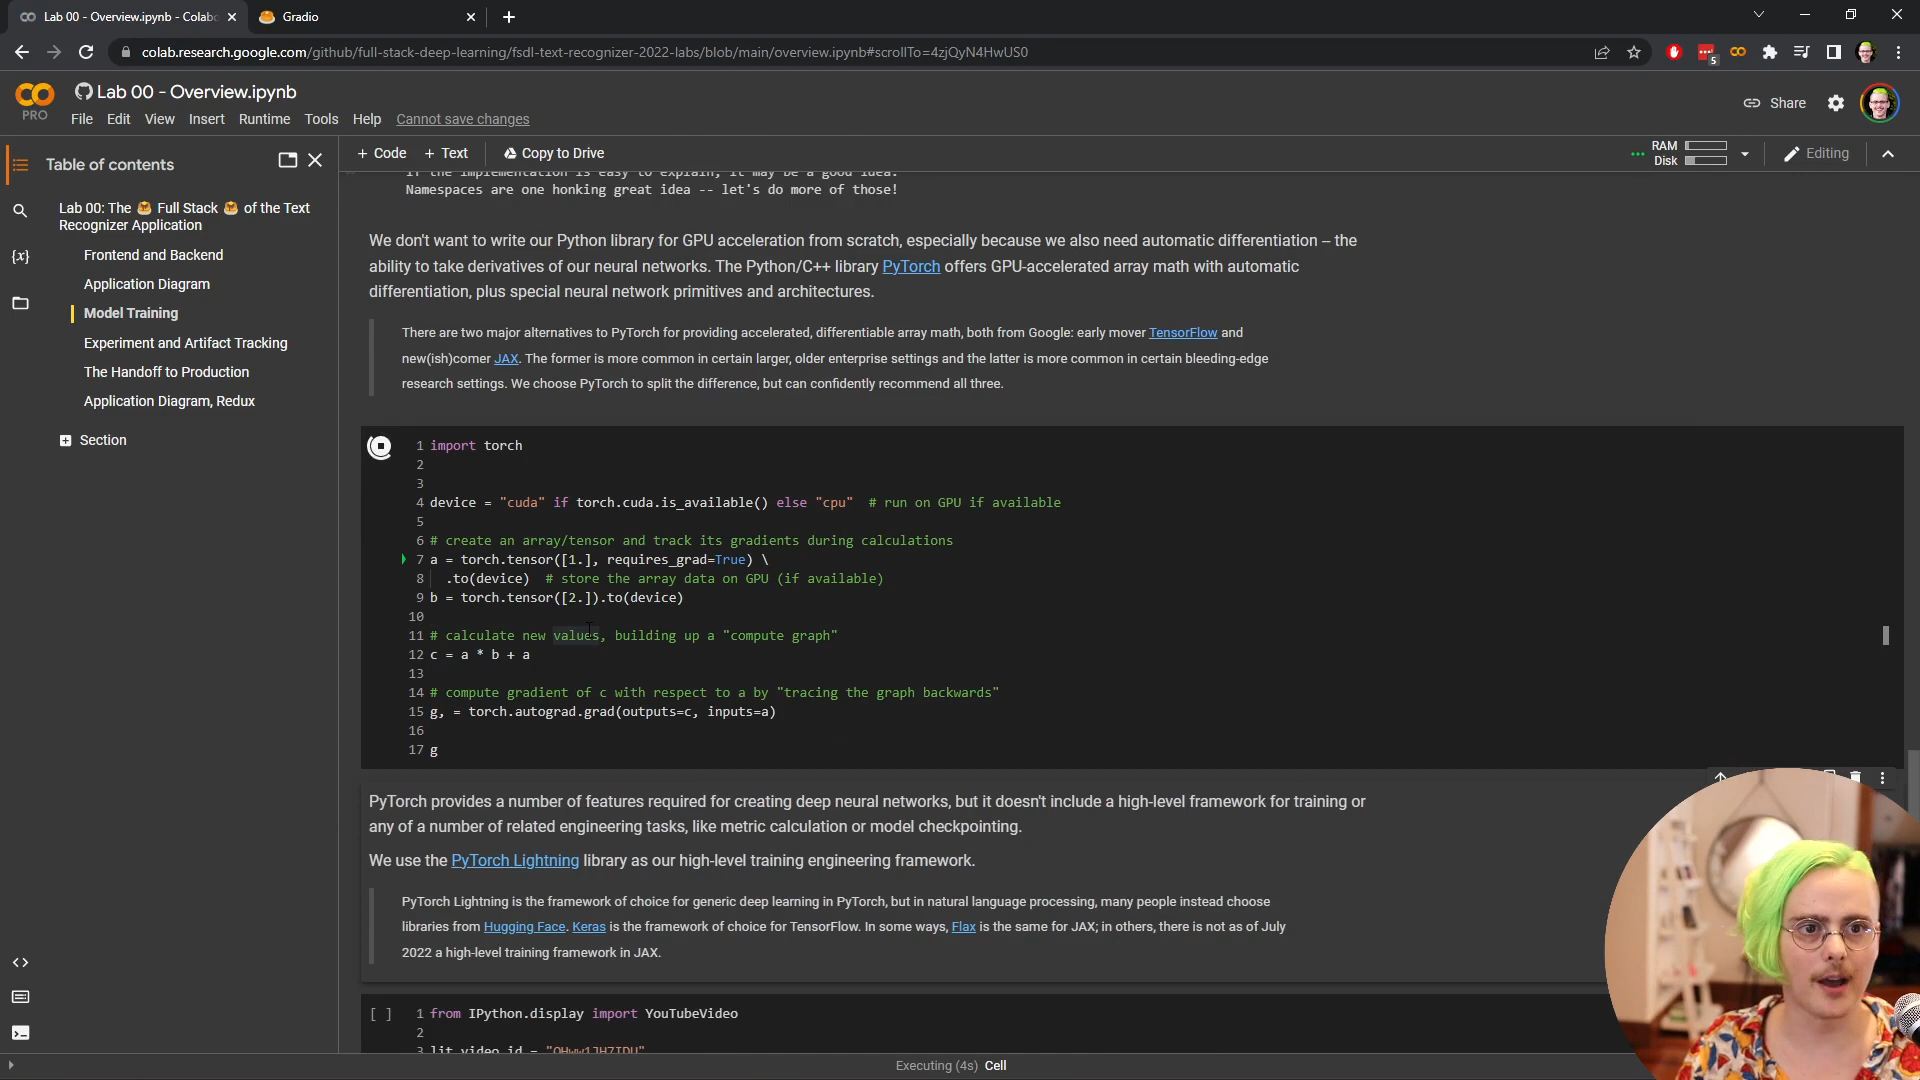 Lab 00 - Overview.ipynb - Colab
Gradio
colab.research.google.com/github/full-stack-deep-learning/fsdl-text-recognizer-2022-labs/blob/main/overview.ipynb#scrollTo=4zjQyN4HwUS0
5
PRO
Lab 00 - Overview.ipynb
File Edit View Insert Runtime Tools Help Cannot save changes
Share
Table of contents
+ Code + Text Copy to Drive
RAM
Disk
Editing
Lab 00: The Full Stack of the Text
Recognizer Application
Frontend and Backend
Application Diagram
Model Training
Experiment and Artifact Tracking
The Handoff to Production
Application Diagram, Redux
Section
{x}
If the implementation is easy to explain, it may be a good idea.
Namespaces are one honking great idea -- let's do more of those!
We don't want to write our Python library for GPU acceleration from scratch, especially because we also need automatic differentiation – the
ability to take derivatives of our neural networks. The Python/C++ library PyTorch offers GPU-accelerated array math with automatic
differentiation, plus special neural network primitives and architectures.
There are two major alternatives to PyTorch for providing accelerated, differentiable array math, both from Google: early mover TensorFlow and
new(ish)comer JAX. The former is more common in certain larger, older enterprise settings and the latter is more common in certain bleeding-edge
research settings. We choose PyTorch to split the difference, but can confidently recommend all three.
1 import torch
2
3
4 device = "cuda" if torch.cuda.is_available() else "cpu"  # run on GPU if available
5
6 # create an array/tensor and track its gradients during calculations
7 a = torch.tensor([1.], requires_grad=True) \
8   .to(device)  # store the array data on GPU (if available)
9 b = torch.tensor([2.]).to(device)
10
11 # calculate new values, building up a "compute graph"
12 c = a * b + a
13
14 # compute gradient of c with respect to a by "tracing the graph backwards"
15 g, = torch.autograd.grad(outputs=c, inputs=a)
16
17 g
PyTorch provides a number of features required for creating deep neural networks, but it doesn't include a high-level framework for training or
any of a number of related engineering tasks, like metric calculation or model checkpointing.
We use the PyTorch Lightning library as our high-level training engineering framework.
PyTorch Lightning is the framework of choice for generic deep learning in PyTorch, but in natural language processing, many people instead choose
libraries from Hugging Face. Keras is the framework of choice for TensorFlow. In some ways, Flax is the same for JAX; in others, there is not as of July
2022 a high-level training framework in JAX.
[ ] 1 from IPython.display import YouTubeVideo
2
3 lit_video_id = "QHww1JH7IDU"
Executing (4s) Cell